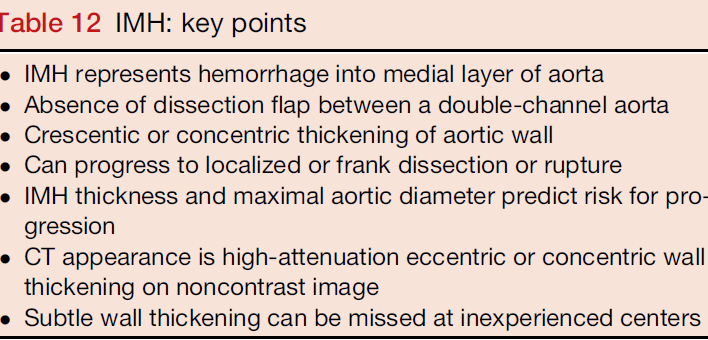 Table 12 IMH: key points
• IMH represents hemorrhage into medial layer of aorta
• Absence of dissection flap between a double-channel aorta
• Crescentic or concentric thickening of aortic wall
• Can progress to localized or frank dissection or rupture
• IMH thickness and maximal aortic diameter predict risk for pro-
gression
• CT appearance is high-attenuation eccentric or concentric wall
thickening on noncontrast image
• Subtle wall thickening can be missed at inexperienced centers